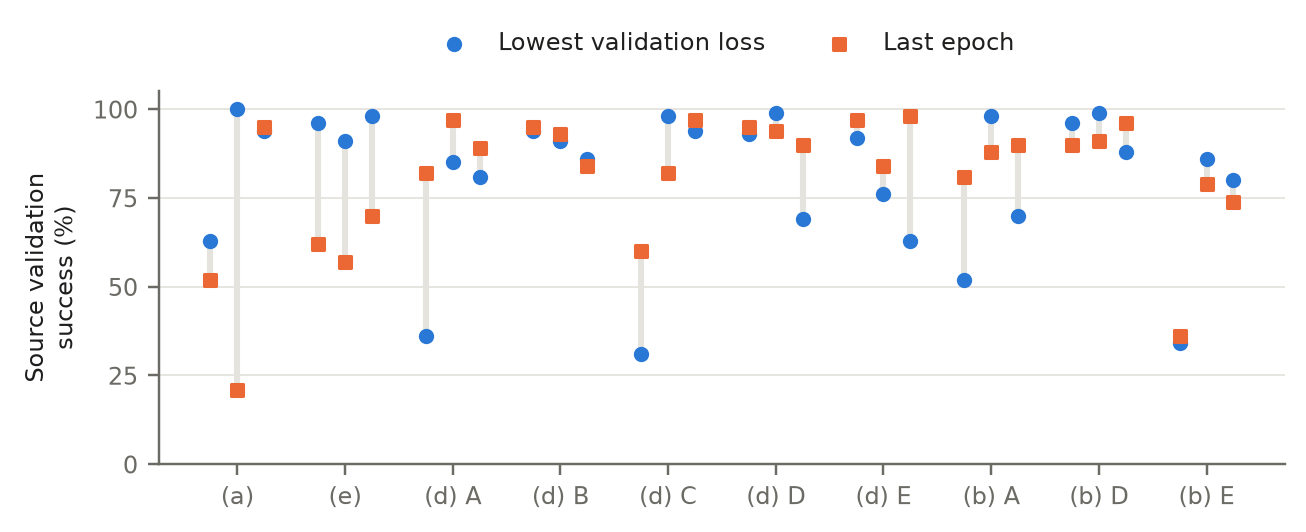 Lowest validation loss
Last epoch
Source validation
success (%)
100
75
50
25
0
(a)
(e)
(d) A
(d) B
(d) C
(d) D
(d) E
(b) A
(b) D
(b) E